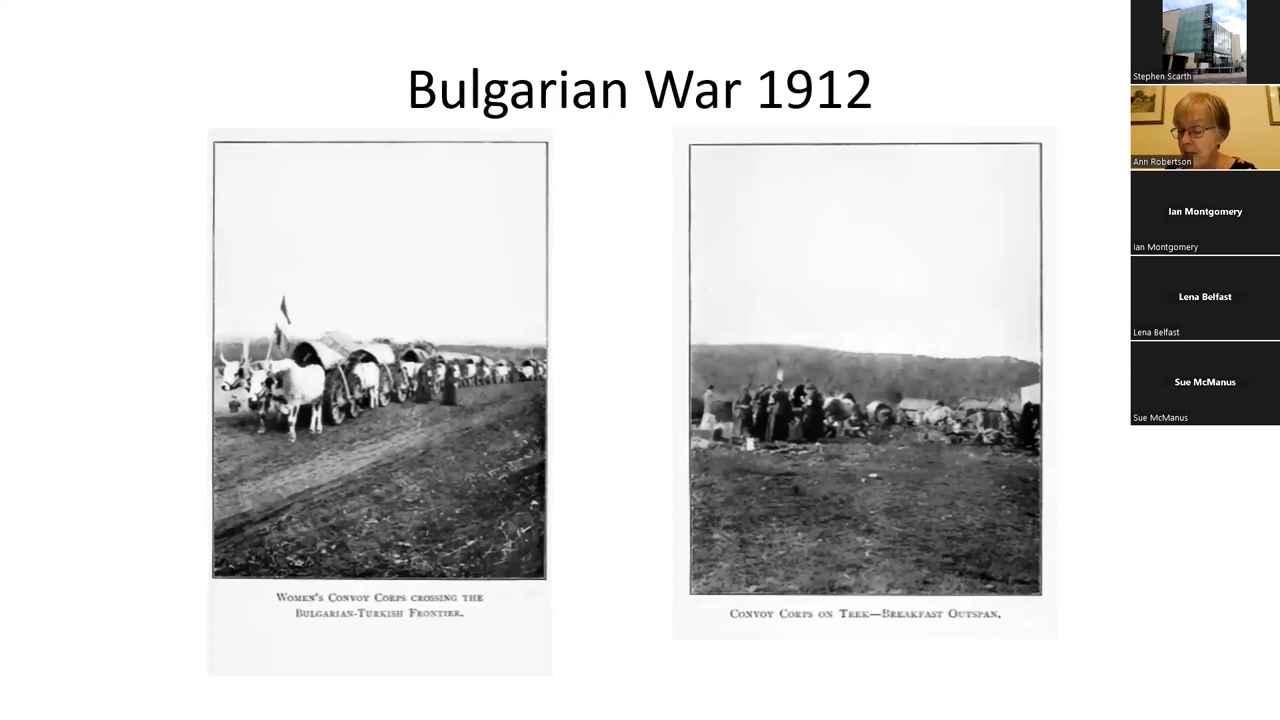 Bulgarian War 1912
Women's Convoy Corps crossing the
Bulgarian-Turkish Frontier.
Convoy Corps on Trek—Breakfast Outspan.
Stephen Scarth
Ann Robertson
Ian Montgomery
Ian Montgomery
Lena Belfast
Lena Belfast
Sue McManus
Sue McManus